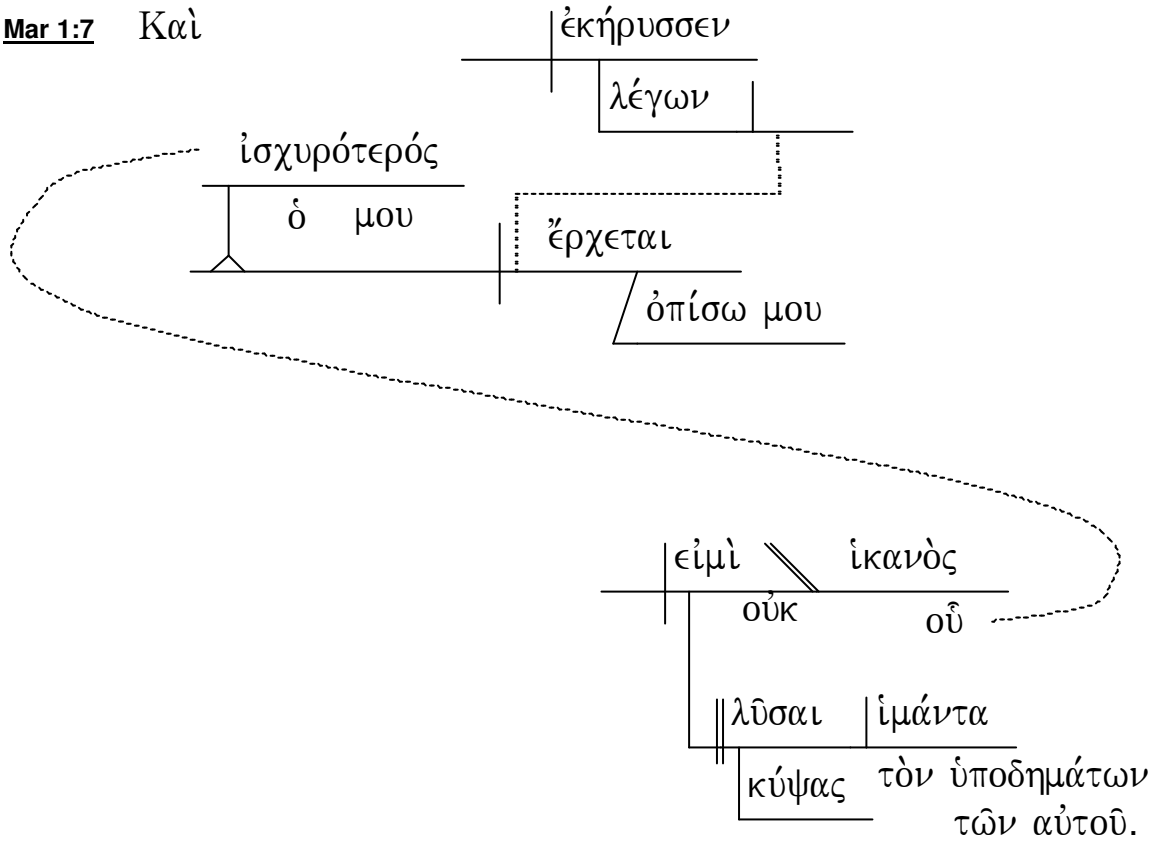 Mar 1:7 Καὶ ἐκήρυσσεν
λέγων
ἰσχυρότερός
ὁ μου
ἔρχεται
ὀπίσω μου
εἰμὶ ἱκανὸς
οὐκ οὗ
λῦσαι ἱμάντα
κύψας τὸν ὑποδημάτων
τῶν αὐτοῦ.